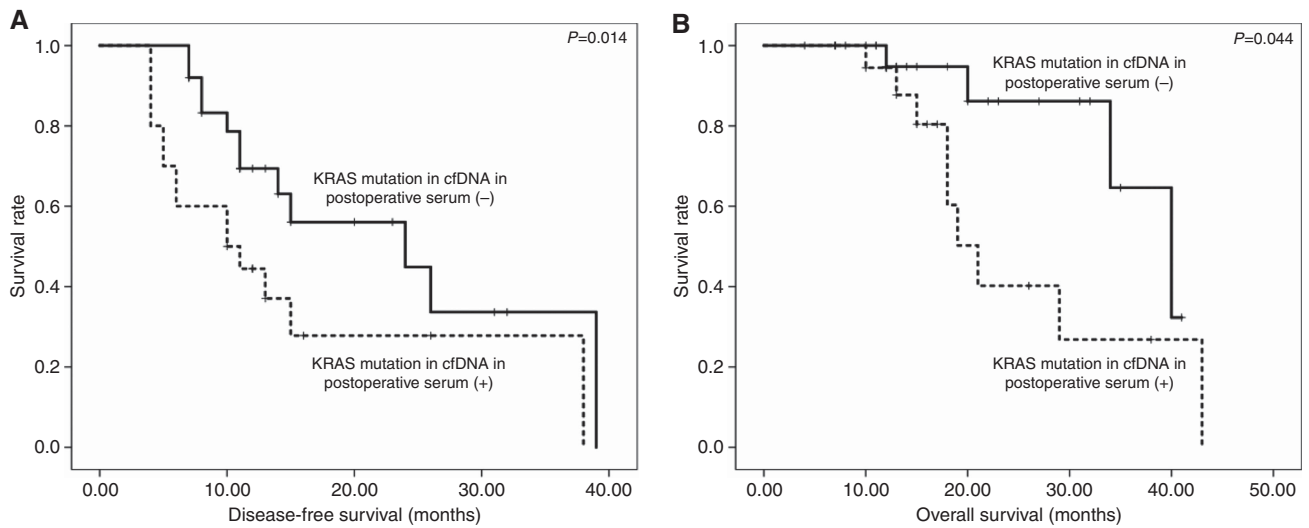 A
P=0.014
1.0
0.8
0.6
0.4
0.2
0.0
Survival rate
KRAS mutation in cfDNA in
postoperative serum (–)
KRAS mutation in cfDNA in
postoperative serum (+)
0.00 10.00 20.00 30.00 40.00
Disease-free survival (months)
B
P=0.044
1.0
0.8
0.6
0.4
0.2
0.0
Survival rate
KRAS mutation in cfDNA in
postoperative serum (–)
KRAS mutation in cfDNA in
postoperative serum (+)
0.00 10.00 20.00 30.00 40.00 50.00
Overall survival (months)